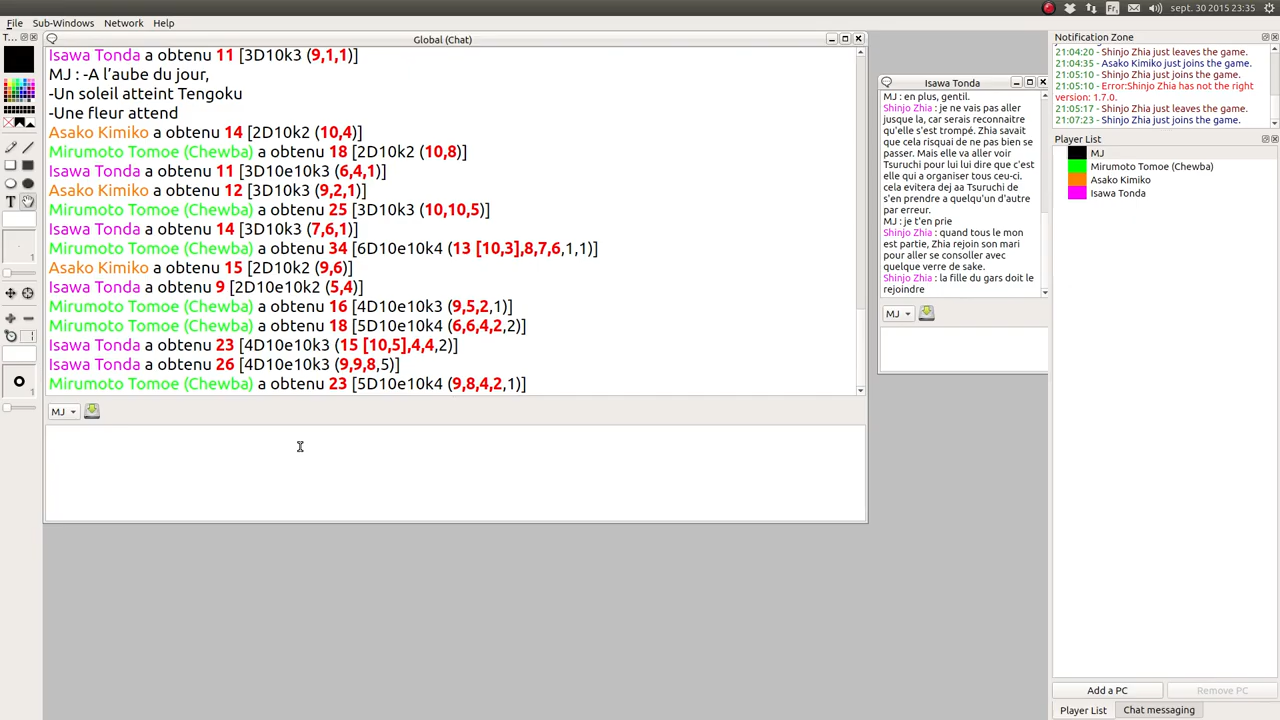 Fr,
sept. 30 2015 23:35
File Sub-Windows Network Help
T...
Global (Chat)
Isawa Tonda a obtenu 11 [3D10k3 (9,1,1)]
MJ : -A l'aube du jour,
-Un soleil atteint Tengoku
-Une fleur attend
Asako Kimiko a obtenu 14 [2D10k2 (10,4)]
Mirumoto Tomoe (Chewba) a obtenu 18 [2D10k2 (10,8)]
Isawa Tonda a obtenu 11 [3D10e10k3 (6,4,1)]
Asako Kimiko a obtenu 12 [3D10k3 (9,2,1)]
Mirumoto Tomoe (Chewba) a obtenu 25 [3D10k3 (10,10,5)]
Isawa Tonda a obtenu 14 [3D10k3 (7,6,1)]
Mirumoto Tomoe (Chewba) a obtenu 34 [6D10e10k4 (13 [10,3],8,7,6,1,1)]
Asako Kimiko a obtenu 15 [2D10k2 (9,6)]
Isawa Tonda a obtenu 9 [2D10e10k2 (5,4)]
Mirumoto Tomoe (Chewba) a obtenu 16 [4D10e10k3 (9,5,2,1)]
Mirumoto Tomoe (Chewba) a obtenu 18 [5D10e10k4 (6,6,4,2,2)]
Isawa Tonda a obtenu 23 [4D10e10k3 (15 [10,5],4,4,2)]
Isawa Tonda a obtenu 26 [4D10e10k3 (9,9,8,5)]
Mirumoto Tomoe (Chewba) a obtenu 23 [5D10e10k4 (9,8,4,2,1)]
MJ
T
1
1
Isawa Tonda
MJ : en plus, gentil.
Shinjo Zhia : je ne vais pas aller
jusque la, car serais reconnaitre
qu'elle s'est trompé. Zhia savait
que cela risquai de ne pas bien se
passer. Mais elle va aller voir
Tsuruchi pour lui lui dire que c'est
elle qui a organiser tous ceu-ci.
cela evitera dej aa Tsuruchi de
s'en prendre a quelqu'un d'autre
par erreur.
MJ : je t'en prie
Shinjo Zhia : quand tous le mon
est partie, Zhia rejoin son mari
pour aller se consoller avec
quelque verre de sake.
Shinjo Zhia : la fille du gars doit le
rejoindre
MJ
Notification Zone
21:04:20 - Shinjo Zhia just leaves the game.
21:04:35 - Asako Kimiko just joins the game.
21:05:10 - Shinjo Zhia just joins the game.
21:05:10 - Error:Shinjo Zhia has not the right
version: 1.7.0.
21:05:17 - Shinjo Zhia just leaves the game.
21:07:23 - Shinjo Zhia just joins the game.
Player List
MJ
Mirumoto Tomoe (Chewba)
Asako Kimiko
Isawa Tonda
Add a PC
Remove PC
Player List
Chat messaging